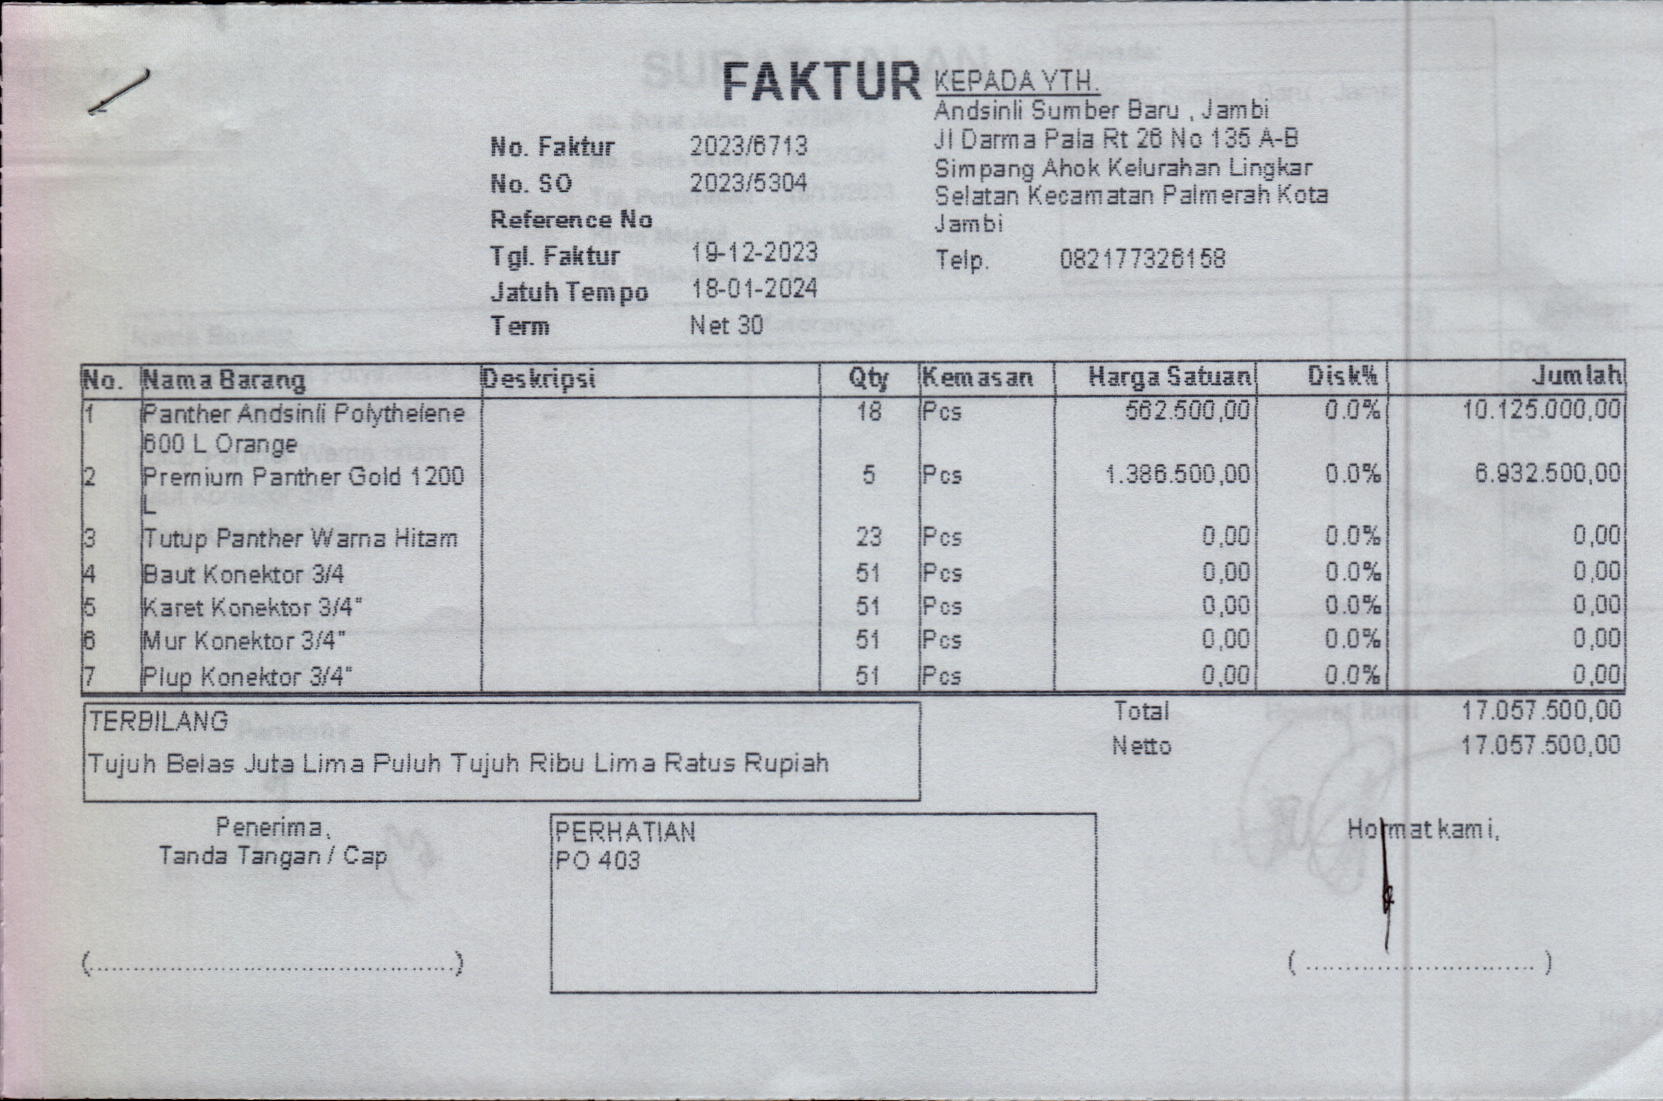 FAKTUR
KEPADA YTH.
Andsinli Sumber Baru , Jambi
Jl Darma Pala Rt 26 No 135 A-B
Simpang Ahok Kelurahan Lingkar
Selatan Kecamatan Palmerah Kota
Jambi
Telp. 082177326158
No. Faktur 2023/6713
No. SO 2023/5304
Reference No
Tgl. Faktur 19-12-2023
Jatuh Tempo 18-01-2024
Term Net 30
No. Nama Barang Deskripsi Qty Kemasan Harga Satuan Disk% Jumlah
1 Panther Andsinli Polythelene 18 Pcs 562.500,00 0.0% 10.125.000,00
600 L Orange
2 Premium Panther Gold 1200 5 Pcs 1.386.500,00 0.0% 6.932.500,00
L
3 Tutup Panther Warna Hitam 23 Pcs 0,00 0.0% 0,00
4 Baut Konektor 3/4 51 Pcs 0,00 0.0% 0,00
5 Karet Konektor 3/4" 51 Pcs 0,00 0.0% 0,00
6 Mur Konektor 3/4" 51 Pcs 0,00 0.0% 0,00
7 Plup Konektor 3/4" 51 Pcs 0,00 0.0% 0,00
Total 17.057.500,00
Netto 17.057.500,00
TERBILANG
Tujuh Belas Juta Lima Puluh Tujuh Ribu Lima Ratus Rupiah
Penerima,
Tanda Tangan / Cap
(.............................................)
PERHATIAN
PO 403
Hormat kami,
( ............................. )